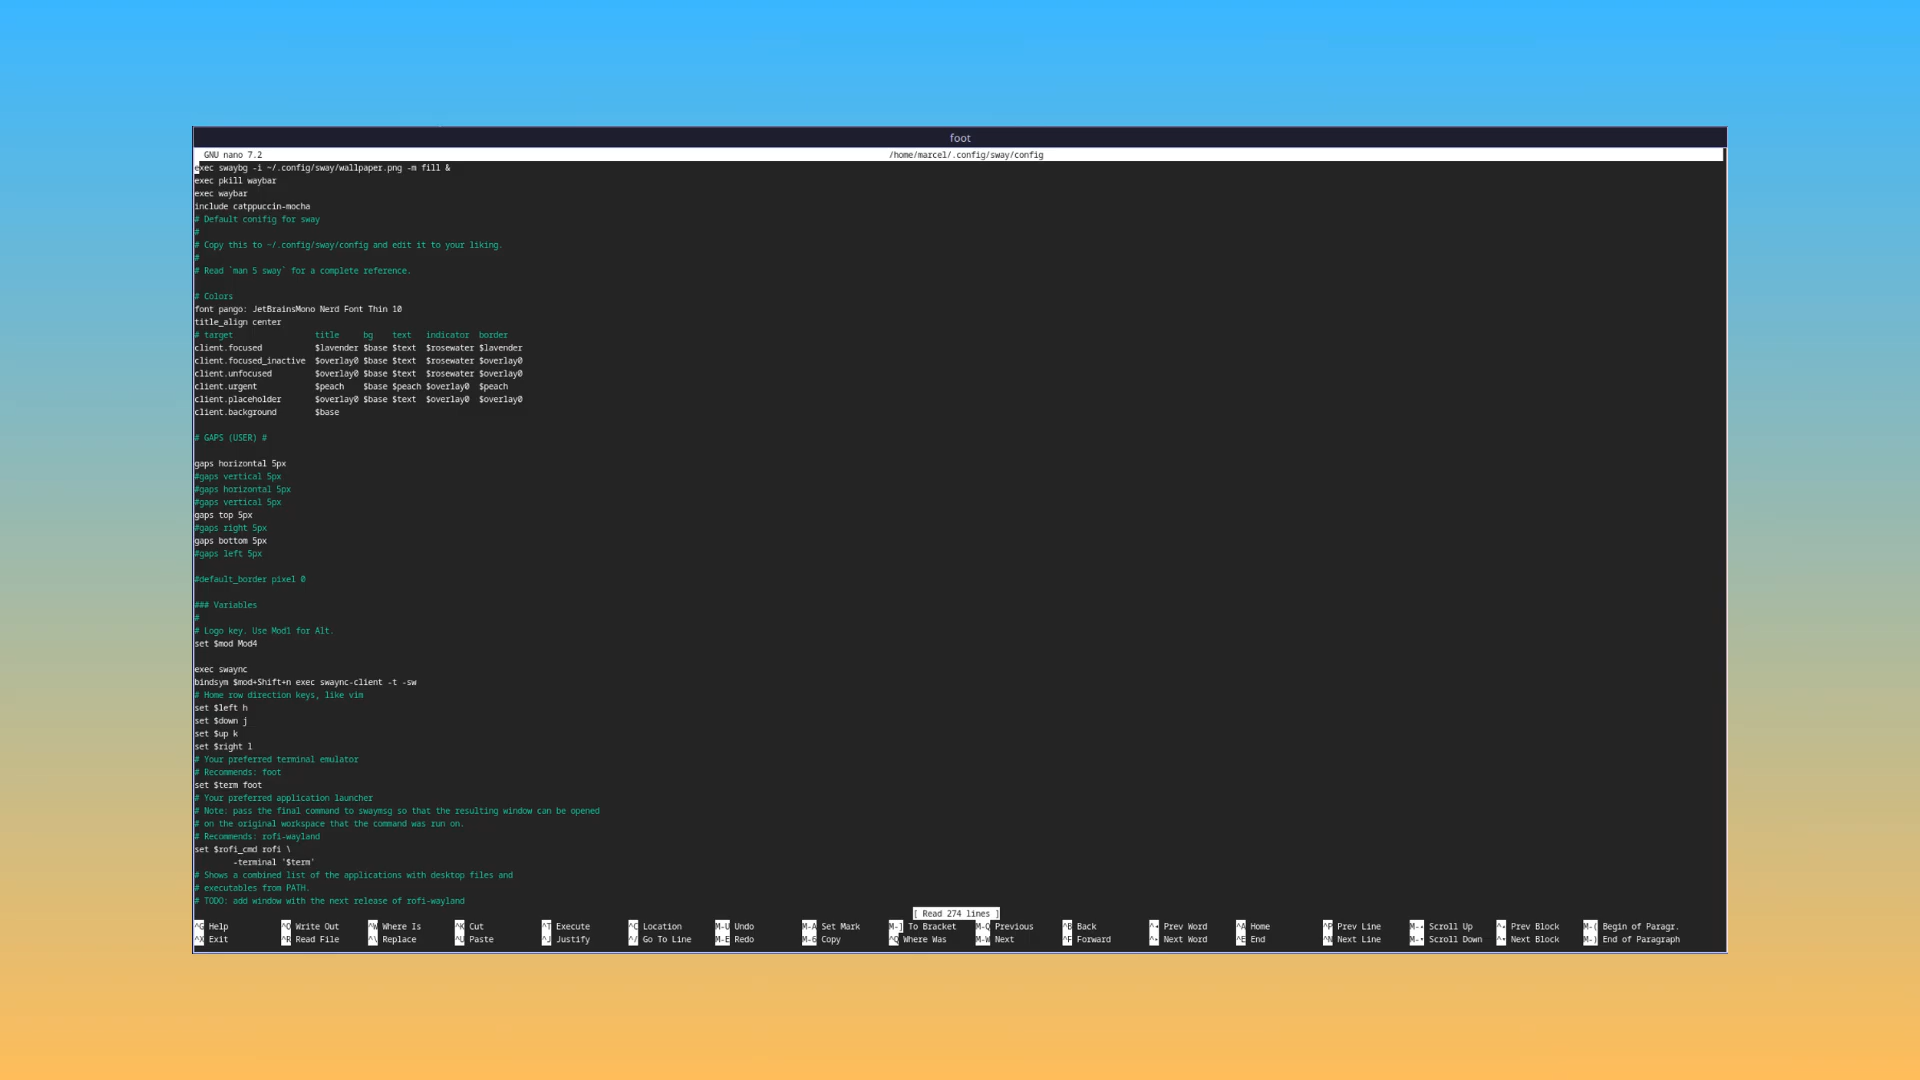 foot
GNU nano 7.2 /home/marcel/.config/sway/config
exec swaybg -i ~/.config/sway/wallpaper.png -m fill &
exec pkill waybar
exec waybar
include catppuccin-mocha
# Default config for sway
#
# Copy this to ~/.config/sway/config and edit it to your liking.
#
# Read `man 5 sway` for a complete reference.
# Colors
font pango: JetBrainsMono Nerd Font Thin 10
title_align center
# target title bg text indicator border
client.focused $lavender $base $text $rosewater $lavender
client.focused_inactive $overlay0 $base $text $rosewater $overlay0
client.unfocused $overlay0 $base $text $rosewater $overlay0
client.urgent $peach $base $peach $overlay0 $peach
client.placeholder $overlay0 $base $text $overlay0 $overlay0
client.background $base
# GAPS (USER) #
gaps horizontal 5px
#gaps vertical 5px
#gaps horizontal 5px
#gaps vertical 5px
gaps top 5px
#gaps right 5px
gaps bottom 5px
#gaps left 5px
#default_border pixel 0
### Variables
#
# Logo key. Use Mod1 for Alt.
set $mod Mod4
exec swaync
bindsym $mod+Shift+n exec swaync-client -t -sw
# Home row direction keys, like vim
set $left h
set $down j
set $up k
set $right l
# Your preferred terminal emulator
# Recommends: foot
set $term foot
# Your preferred application launcher
# Note: pass the final command to swaymsg so that the resulting window can be opened
# on the original workspace that the command was run on.
# Recommends: rofi-wayland
set $rofi_cmd rofi \
-terminal '$term'
# Shows a combined list of the applications with desktop files and
# executables from PATH.
# TODO: add window with the next release of rofi-wayland
[ Read 274 lines ]
^G Help ^O Write Out ^W Where Is ^K Cut ^T Execute ^C Location M-U Undo M-A Set Mark M-] To Bracket M-Q Previous ^B Back Prev Word ^A Home ^P Prev Line Scroll Up Prev Block M-( Begin of Paragr.
^X Exit ^R Read File ^\ Replace ^U Paste ^J Justify ^/ Go To Line M-E Redo M-6 Copy ^Q Where Was M-W Next ^F Forward Next Word ^E End ^N Next Line Scroll Down Next Block M-) End of Paragraph